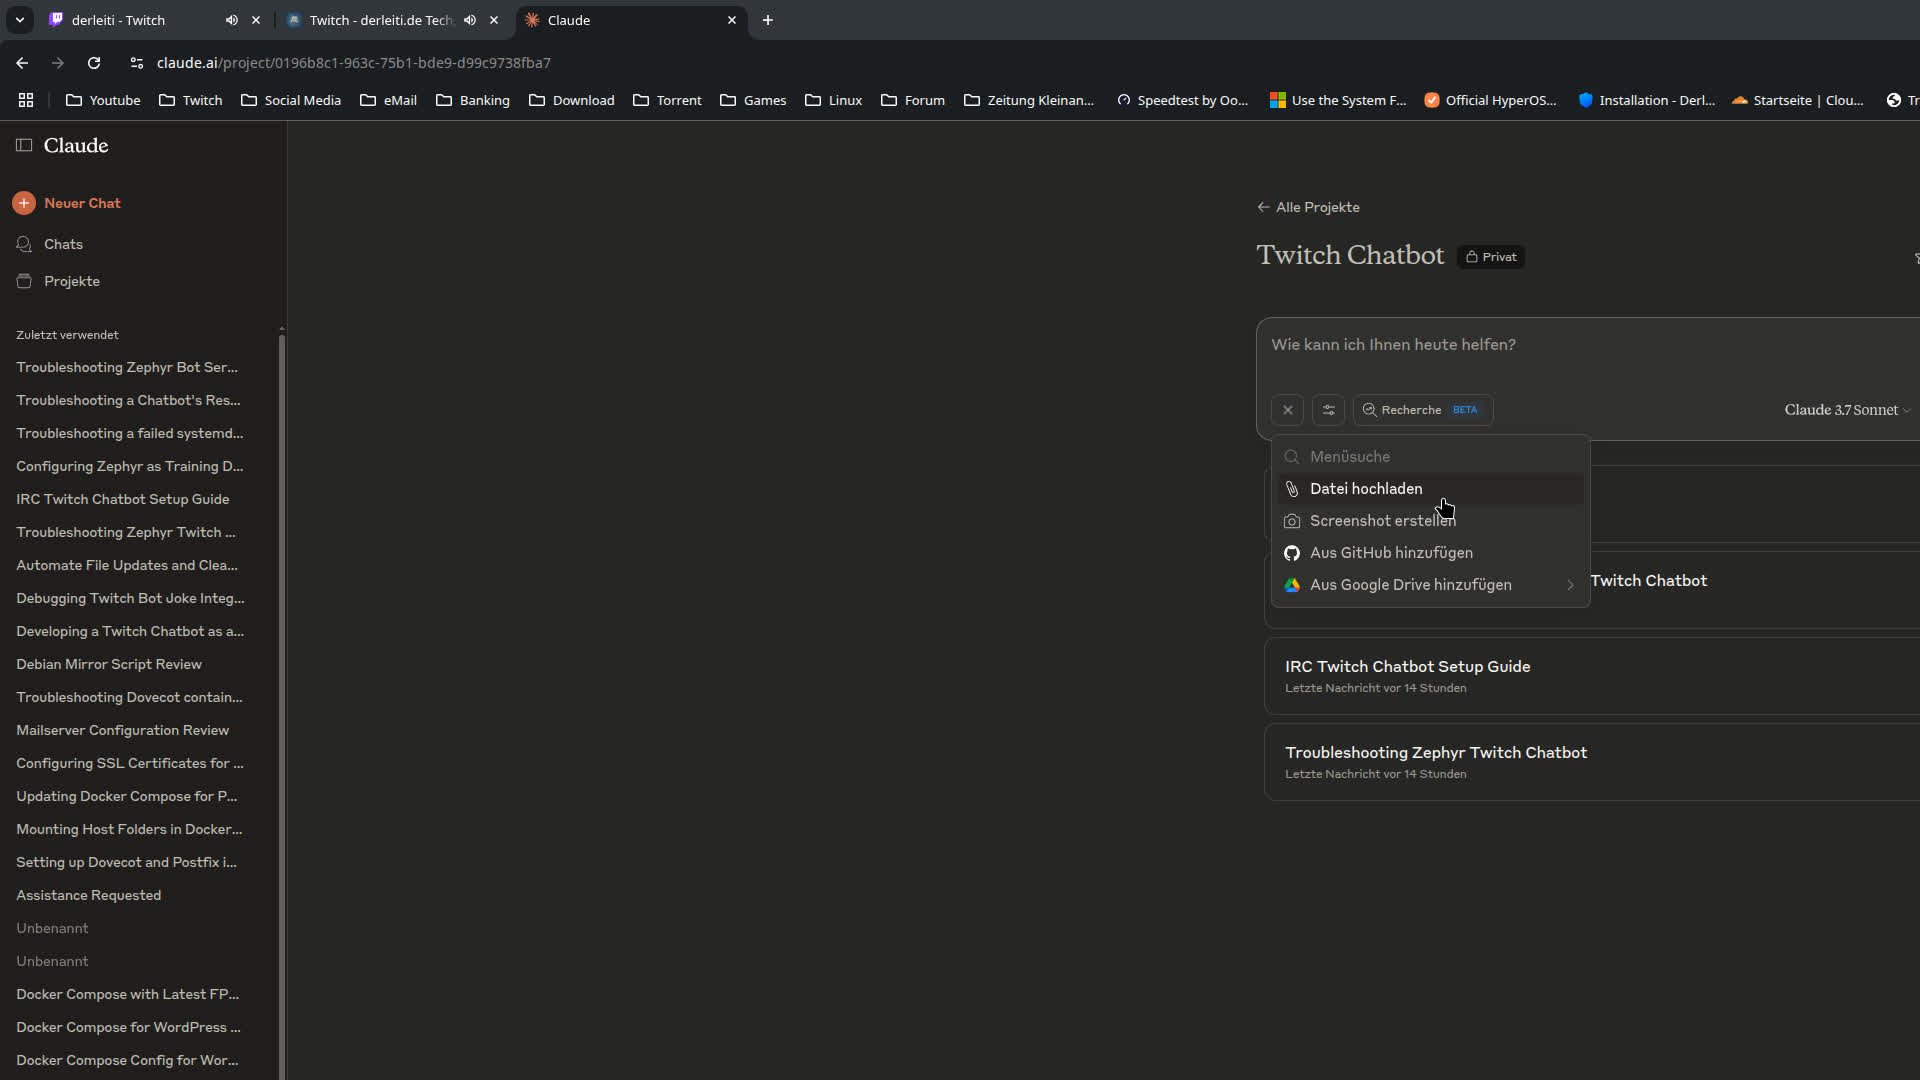 derleiti - Twitch
Twitch - derleiti.de Tech
Claude
claude.ai/project/0196b8c1-963c-75b1-bde9-d99c9738fba7
Youtube
Twitch
Social Media
eMail
Banking
Download
Torrent
Games
Linux
Forum
Zeitung Kleinan...
Speedtest by Oo...
Use the System F...
Official HyperOS...
Installation - Derl...
Startseite | Clou...
Tr
Claude
Neuer Chat
Chats
Projekte
Zuletzt verwendet
Troubleshooting Zephyr Bot Ser...
Troubleshooting a Chatbot's Res...
Troubleshooting a failed systemd...
Configuring Zephyr as Training D...
IRC Twitch Chatbot Setup Guide
Troubleshooting Zephyr Twitch ...
Automate File Updates and Clea...
Debugging Twitch Bot Joke Integ...
Developing a Twitch Chatbot as a...
Debian Mirror Script Review
Troubleshooting Dovecot contain...
Mailserver Configuration Review
Configuring SSL Certificates for ...
Updating Docker Compose for P...
Mounting Host Folders in Docker...
Setting up Dovecot and Postfix i...
Assistance Requested
Unbenannt
Unbenannt
Docker Compose with Latest FP...
Docker Compose for WordPress ...
Docker Compose Config for Wor...
Alle Projekte
Twitch Chatbot
Privat
Wie kann ich Ihnen heute helfen?
Recherche BETA
Claude 3.7 Sonnet
Menüsuche
Datei hochladen
Screenshot erstellen
Aus GitHub hinzufügen
Aus Google Drive hinzufügen
Twitch Chatbot
IRC Twitch Chatbot Setup Guide
Letzte Nachricht vor 14 Stunden
Troubleshooting Zephyr Twitch Chatbot
Letzte Nachricht vor 14 Stunden